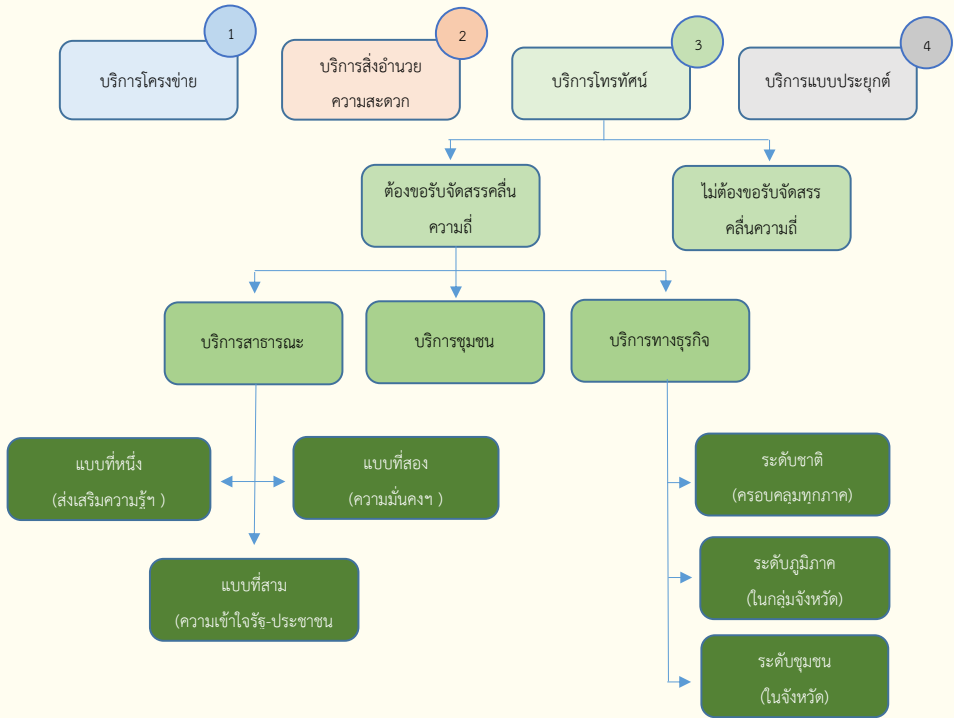 1
2
3
4
บริการโครงข่าย
บริการสิ่งอำนวย
ความสะดวก
บริการโทรทัศน์
บริการแบบประยุกต์
ต้องขอรับจัดสรรคลื่น
ความถี่
ไม่ต้องขอรับจัดสรร
คลื่นความถี่
บริการสาธารณะ
บริการชุมชน
บริการทางธุรกิจ
แบบที่หนึ่ง
(ส่งเสริมความรู้ฯ )
แบบที่สอง
(ความมั่นคงฯ )
แบบที่สาม
(ความเข้าใจรัฐ-ประชาชน
ระดับชาติ
(ครอบคลุมทุกภาค)
ระดับภูมิภาค
(ในกลุ่มจังหวัด)
ระดับชุมชน
(ในจังหวัด)